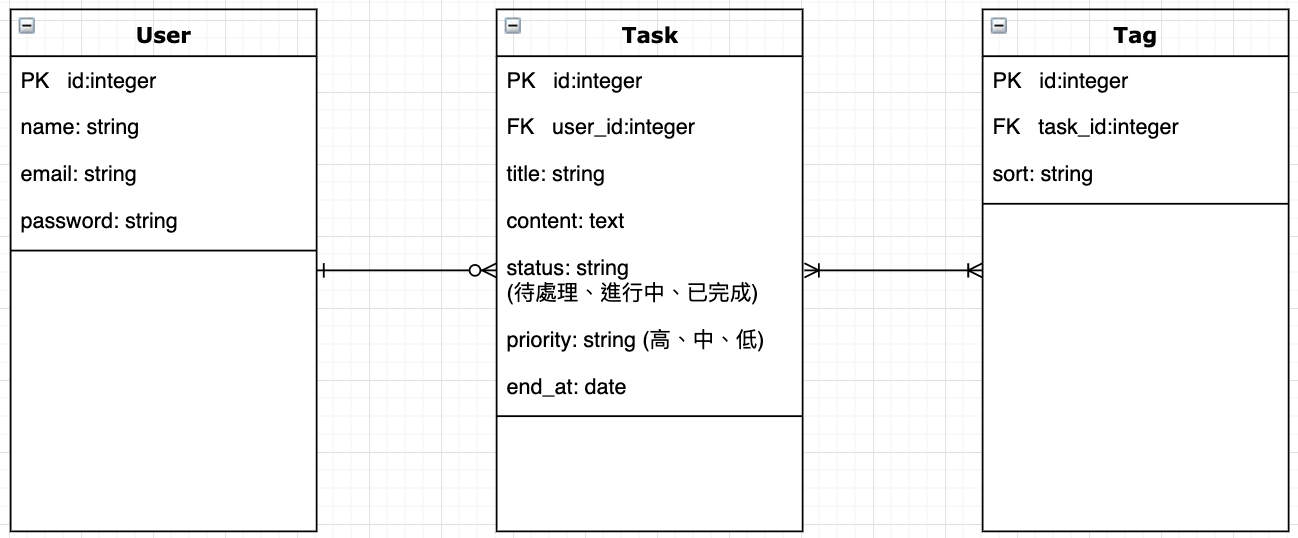 User
PK id:integer
name: string
email: string
password: string
Task
PK id:integer
FK user_id:integer
title: string
content: text
status: string
(待處理、進行中、已完成)
priority: string (高、中、低)
end_at: date
Tag
PK id:integer
FK task_id:integer
sort: string